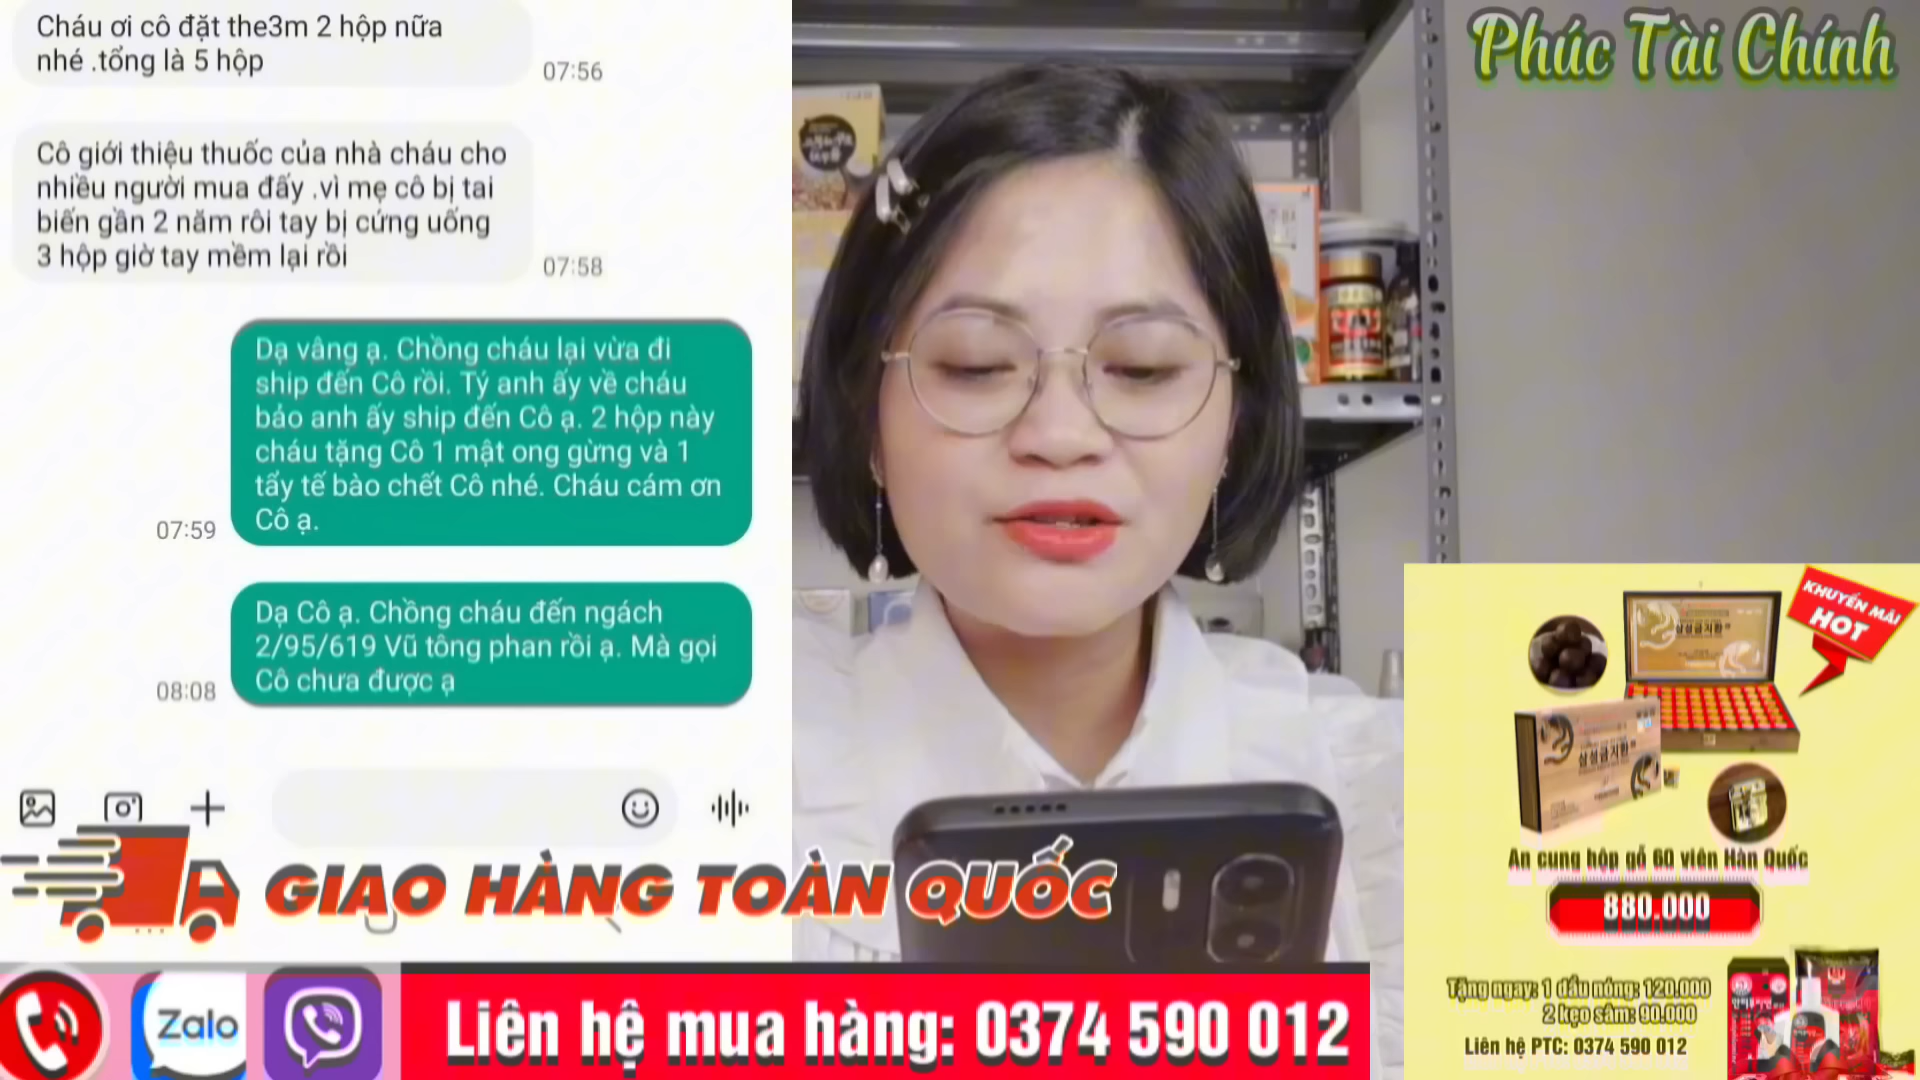 Cháu ơi cô đặt the3m 2 hộp nữa
nhé .tổng là 5 hộp
07:56
Cô giới thiệu thuốc của nhà cháu cho
nhiều người mua đấy .vì mẹ cô bị tai
biến gần 2 năm rôi tay bị cứng uống
3 hộp giờ tay mềm lại rồi
07:58
Dạ vâng ạ. Chồng cháu lại vừa đi
ship đến Cô rồi. Tý anh ấy về cháu
bảo anh ấy ship đến Cô ạ. 2 hộp này
cháu tặng Cô 1 mật ong gừng và 1
tẩy tế bào chết Cô nhé. Cháu cám ơn
Cô ạ.
07:59
Dạ Cô ạ. Chồng cháu đến ngách
2/95/619 Vũ tông phan rồi ạ. Mà gọi
Cô chưa được ạ
08:08
GIAO HÀNG TOÀN QUỐC
Zalo
Liên hệ mua hàng: 0374 590 012
Phúc Tài Chính
KHUYẾN MÃI
HOT
An cung hộp gỗ 60 viên Hàn Quốc
880.000
Tặng ngay: 1 dầu nóng: 120.000
2 kẹo sâm: 90.000
Liên hệ PTC: 0374 590 012